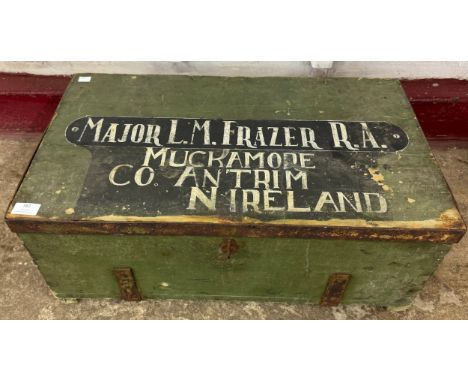 MAJOR L.M. FRAZER R.A.
MUCKAMORE
CO. ANTRIM
N IRELAND